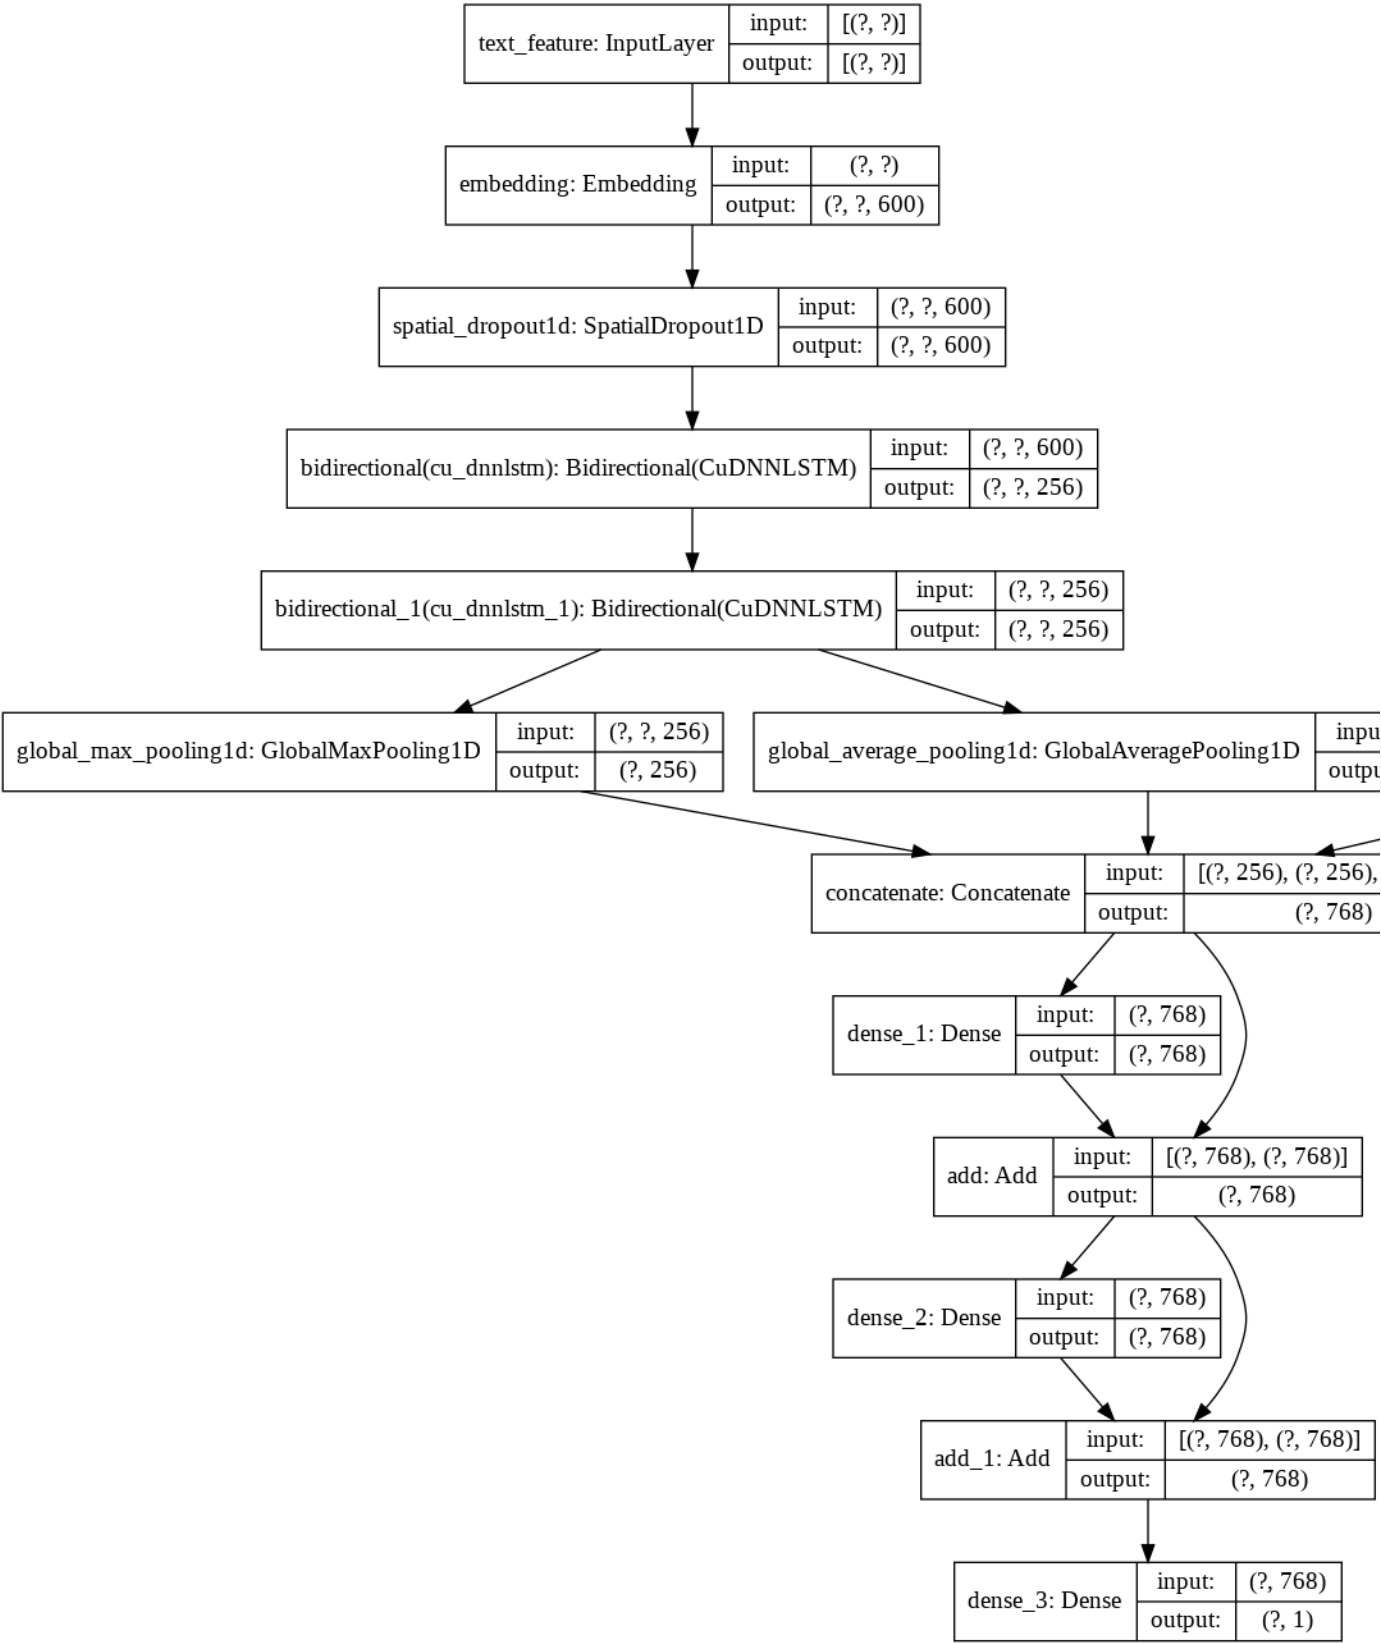 text_feature: InputLayer
input:
[(?, ?)]
output:
[(?, ?)]
embedding: Embedding
input:
(?, ?)
output:
(?, ?, 600)
spatial_dropout1d: SpatialDropout1D
input:
(?, ?, 600)
output:
(?, ?, 600)
bidirectional(cu_dnnlstm): Bidirectional(CuDNNLSTM)
input:
(?, ?, 600)
output:
(?, ?, 256)
bidirectional_1(cu_dnnlstm_1): Bidirectional(CuDNNLSTM)
input:
(?, ?, 256)
output:
(?, ?, 256)
global_max_pooling1d: GlobalMaxPooling1D
input:
(?, ?, 256)
output:
(?, 256)
global_average_pooling1d: GlobalAveragePooling1D
inpu
outpu
concatenate: Concatenate
input:
[(?, 256), (?, 256),
output:
(?, 768)
dense_1: Dense
input:
(?, 768)
output:
(?, 768)
add: Add
input:
[(?, 768), (?, 768)]
output:
(?, 768)
dense_2: Dense
input:
(?, 768)
output:
(?, 768)
add_1: Add
input:
[(?, 768), (?, 768)]
output:
(?, 768)
dense_3: Dense
input:
(?, 768)
output:
(?, 1)